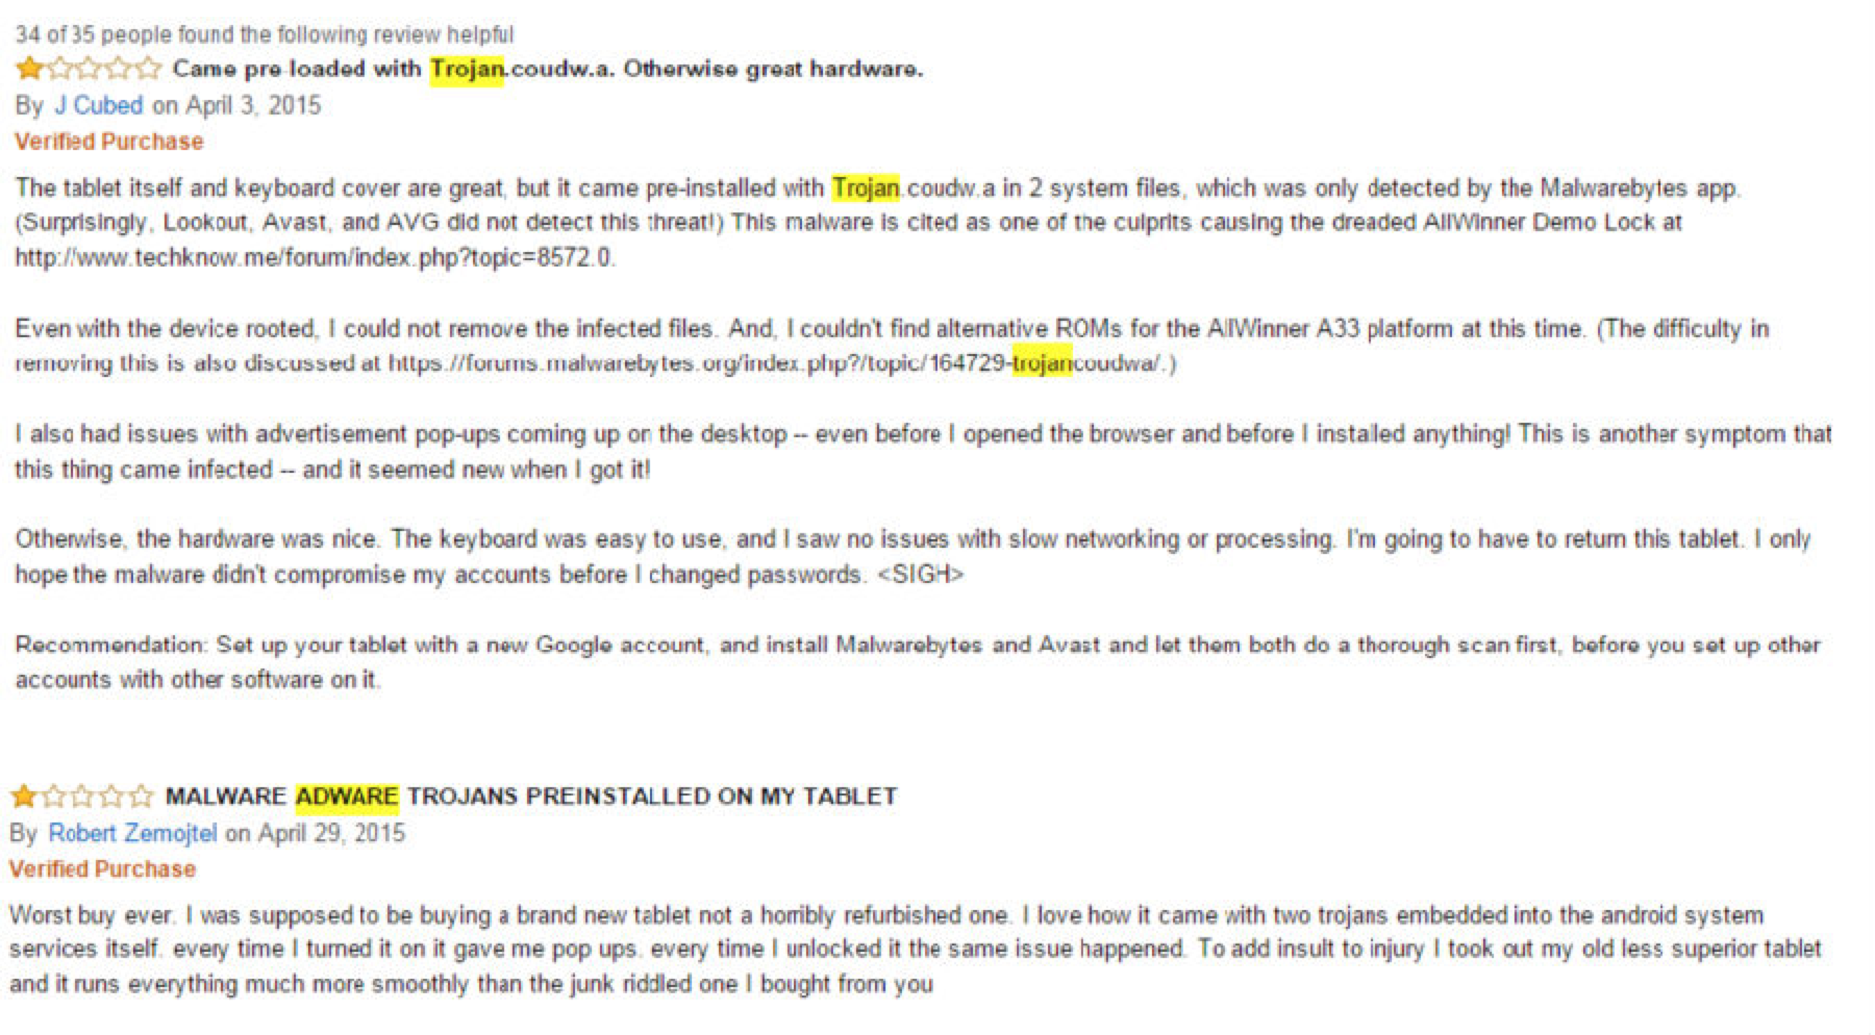 34 of 35 people found the following review helpful
Came pre-loaded with Trojan.coudw.a. Otherwise great hardware.
By J Cubed on April 3, 2015
Verified Purchase
The tablet itself and keyboard cover are great, but it came pre-installed with Trojan.coudw.a in 2 system files, which was only detected by the Malwarebytes app.
(Surprisingly, Lookout, Avast, and AVG did not detect this threat!) This malware is cited as one of the culprits causing the dreaded AllWinner Demo Lock at
http://www.techknow.me/forum/index.php?topic=8572.0.
Even with the device rooted, I could not remove the infected files. And, I couldn't find alternative ROMs for the AllWinner A33 platform at this time. (The difficulty in
removing this is also discussed at https://forums.malwarebytes.org/index.php?/topic/164729-trojancoudwa/.)
I also had issues with advertisement pop-ups coming up on the desktop -- even before I opened the browser and before I installed anything! This is another symptom that
this thing came infected -- and it seemed new when I got it!
Otherwise, the hardware was nice. The keyboard was easy to use, and I saw no issues with slow networking or processing. I'm going to have to return this tablet. I only
hope the malware didn't compromise my accounts before I changed passwords. <SIGH>
Recommendation: Set up your tablet with a new Google account, and install Malwarebytes and Avast and let them both do a thorough scan first, before you set up other
accounts with other software on it.
MALWARE ADWARE TROJANS PREINSTALLED ON MY TABLET
By Robert Zemojtel on April 29, 2015
Verified Purchase
Worst buy ever. I was supposed to be buying a brand new tablet not a horribly refurbished one. I love how it came with two trojans embedded into the android system
services itself. every time I turned it on it gave me pop ups. every time I unlocked it the same issue happened. To add insult to injury I took out my old less superior tablet
and it runs everything much more smoothly than the junk riddled one I bought from you